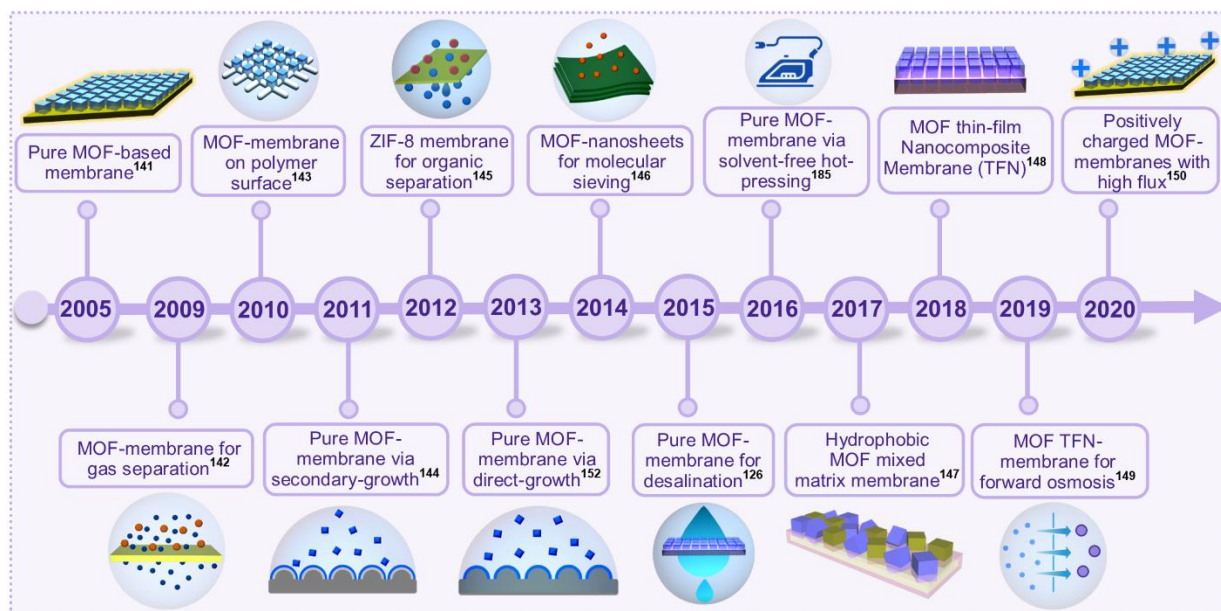 Pure MOF-based
membrane141
MOF-membrane
on polymer
surface143
ZIF-8 membrane
for organic
separation145
MOF-nanosheets
for molecular
sieving146
Pure MOF-
membrane via
solvent-free hot-
pressing185
MOF thin-film
Nanocomposite
Membrane (TFN)148
Positively
charged MOF-
membranes with
high flux150
2005 2009 2010 2011 2012 2013 2014 2015 2016 2017 2018 2019 2020
MOF-membrane for
gas separation142
Pure MOF-
membrane via
secondary-growth144
Pure MOF-
membrane via
direct-growth152
Pure MOF-
membrane for
desalination126
Hydrophobic
MOF mixed
matrix membrane147
MOF TFN-
membrane for
forward osmosis149